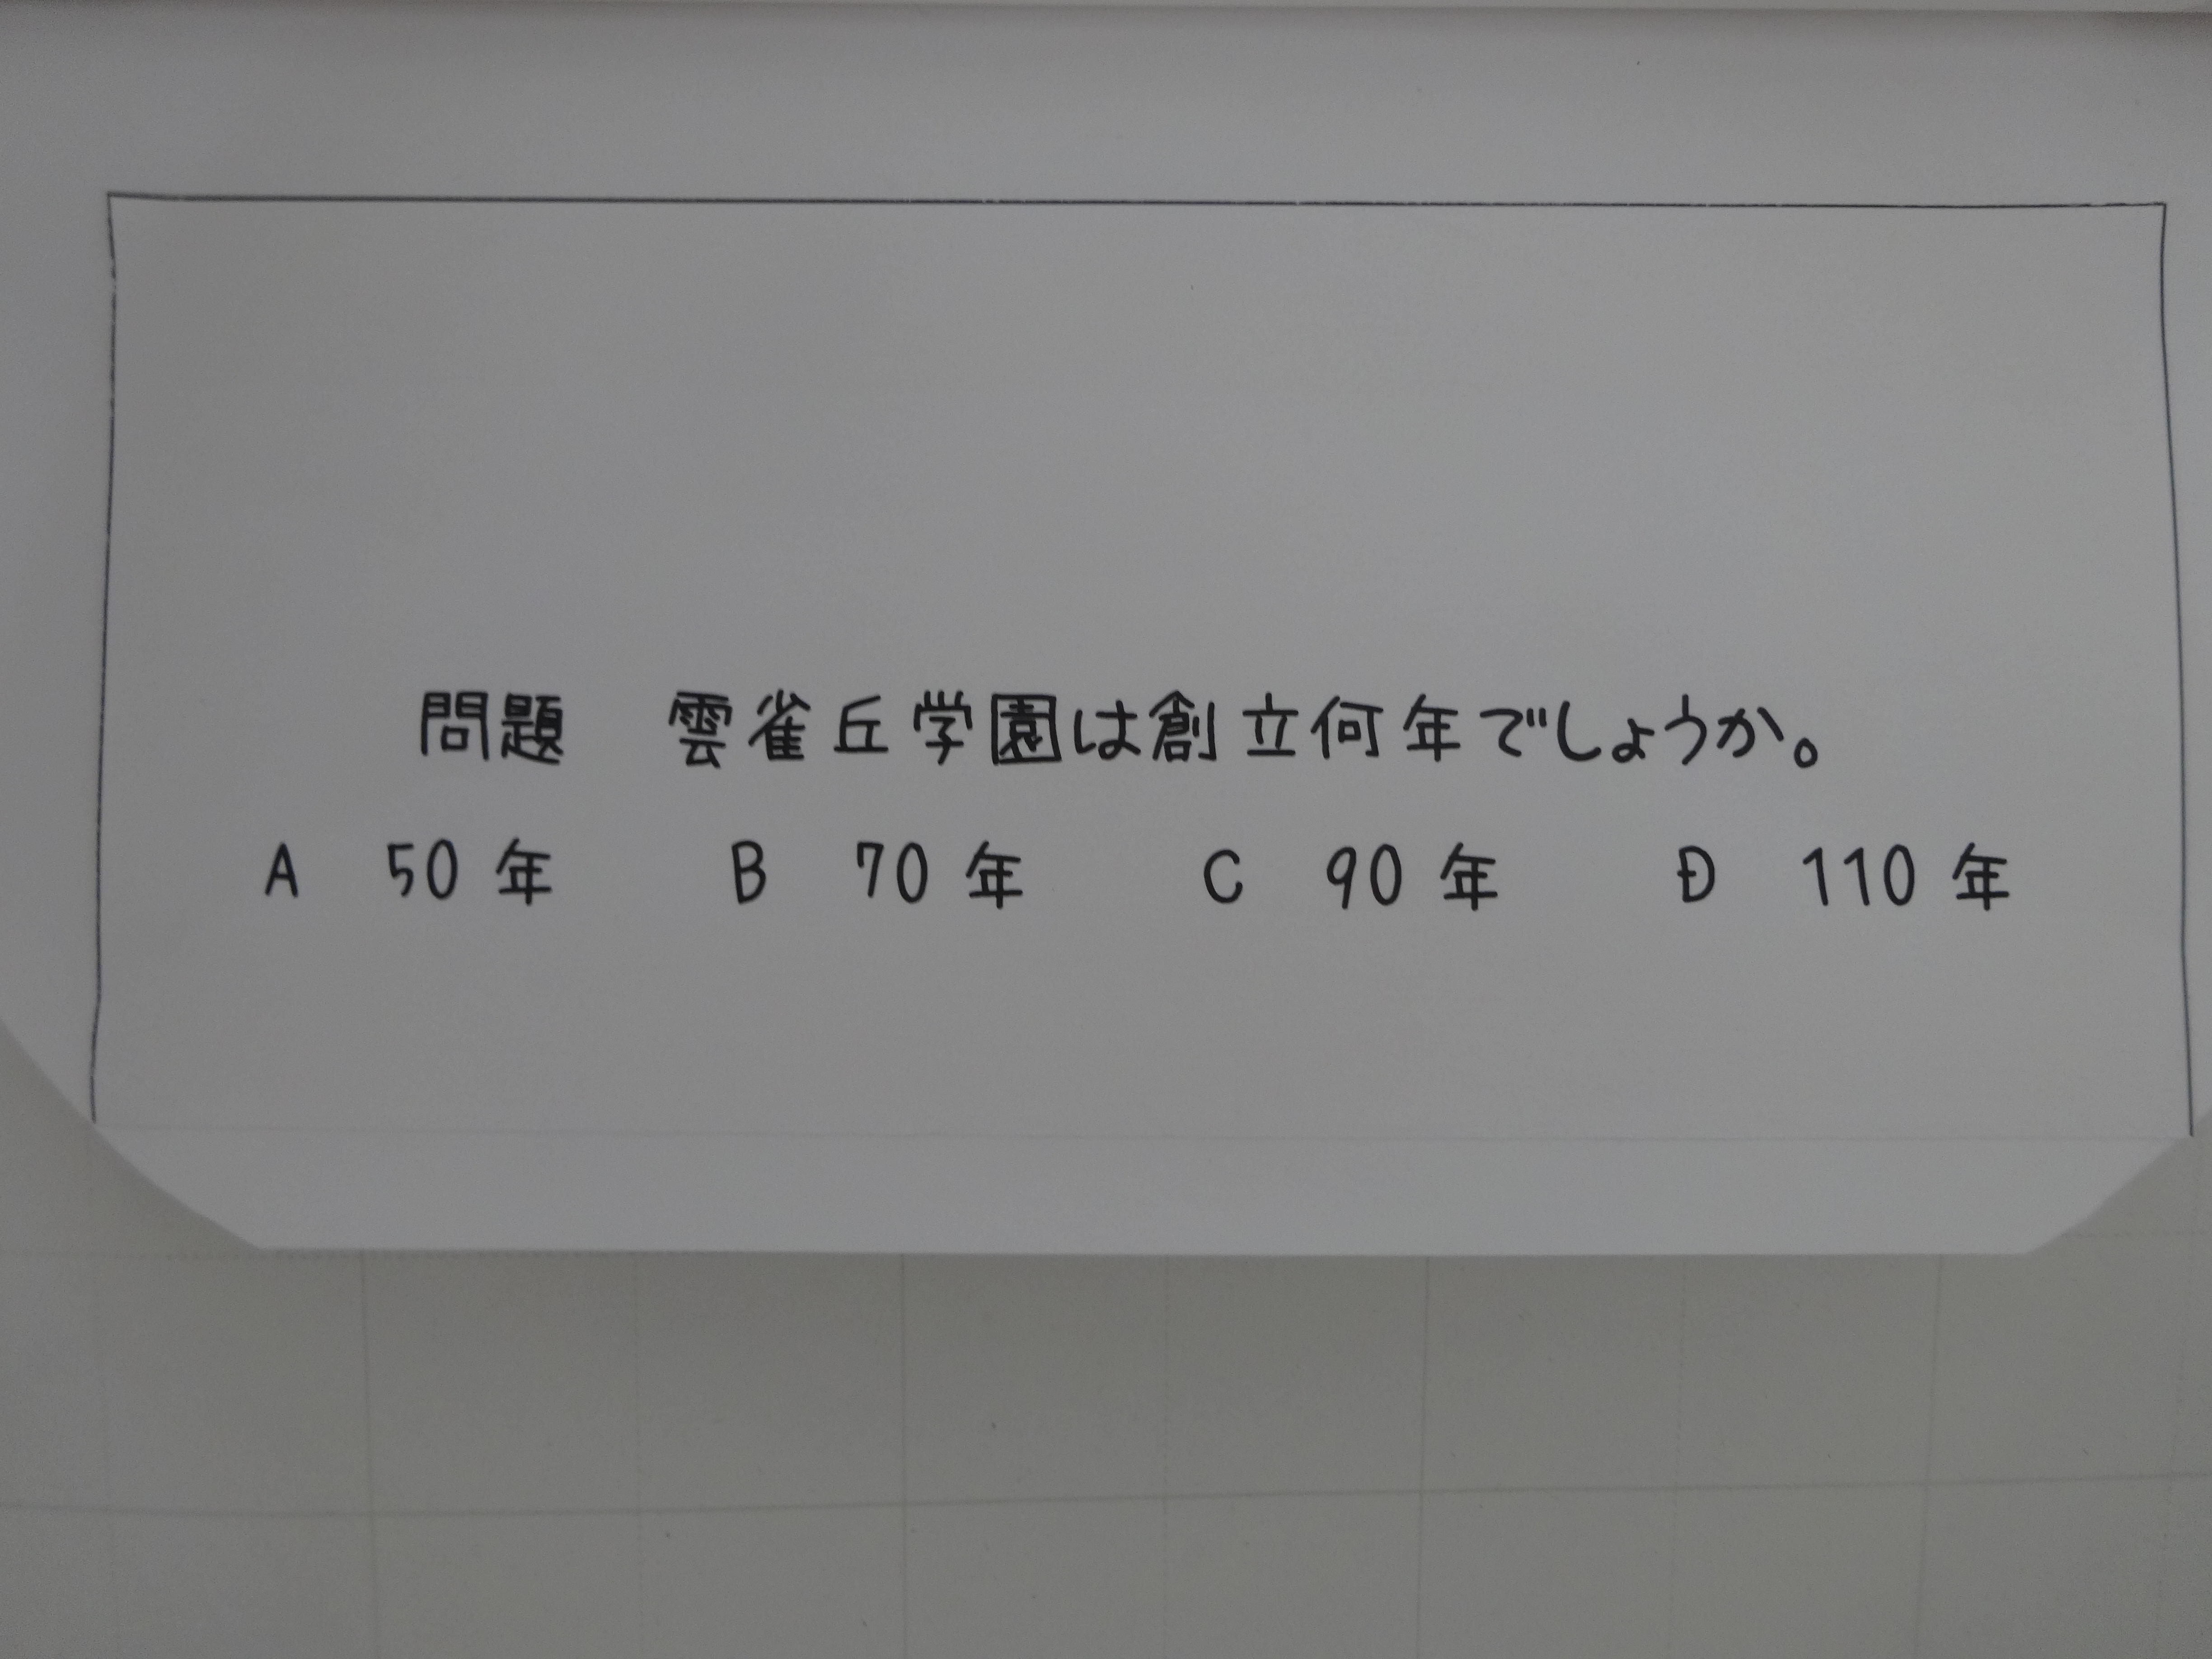 問題　雲雀丘学園は創立何年でしょうか。
A　50年　　B　70年　　C　90年　　D　110年